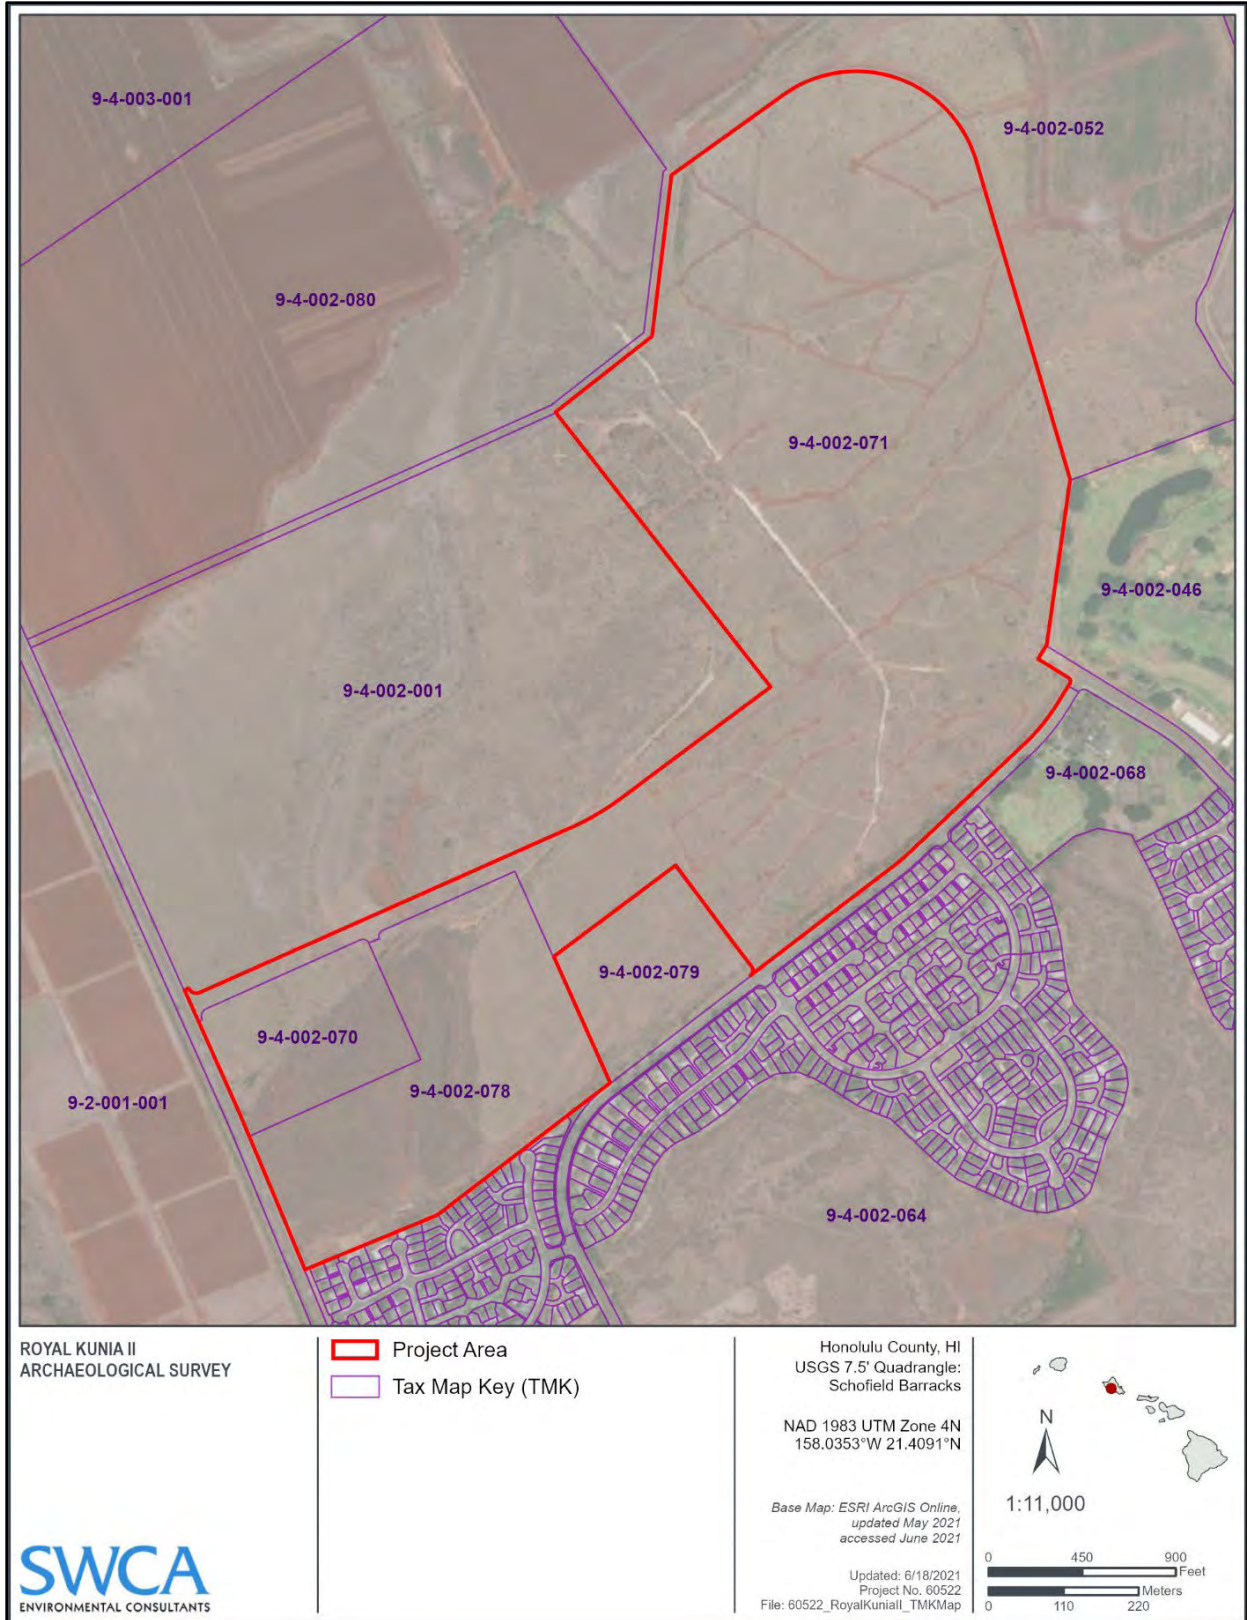 9-4-003-001
9-4-002-052
9-4-002-080
9-4-002-071
9-4-002-046
9-4-002-001
9-4-002-068
9-4-002-079
9-4-002-070
9-4-002-078
9-2-001-001
9-4-002-064
ROYAL KUNIA II
ARCHAEOLOGICAL SURVEY
SWCA
ENVIRONMENTAL CONSULTANTS
Project Area
Tax Map Key (TMK)
Honolulu County, HI
USGS 7.5' Quadrangle:
Schofield Barracks
NAD 1983 UTM Zone 4N
158.0353°W 21.4091°N
Base Map: ESRI ArcGIS Online,
updated May 2021
accessed June 2021
Updated: 6/18/2021
Project No. 60522
File: 60522_RoyalKuniaII_TMKMap
N
1:11,000
0 450 900
Feet
Meters
0 110 220